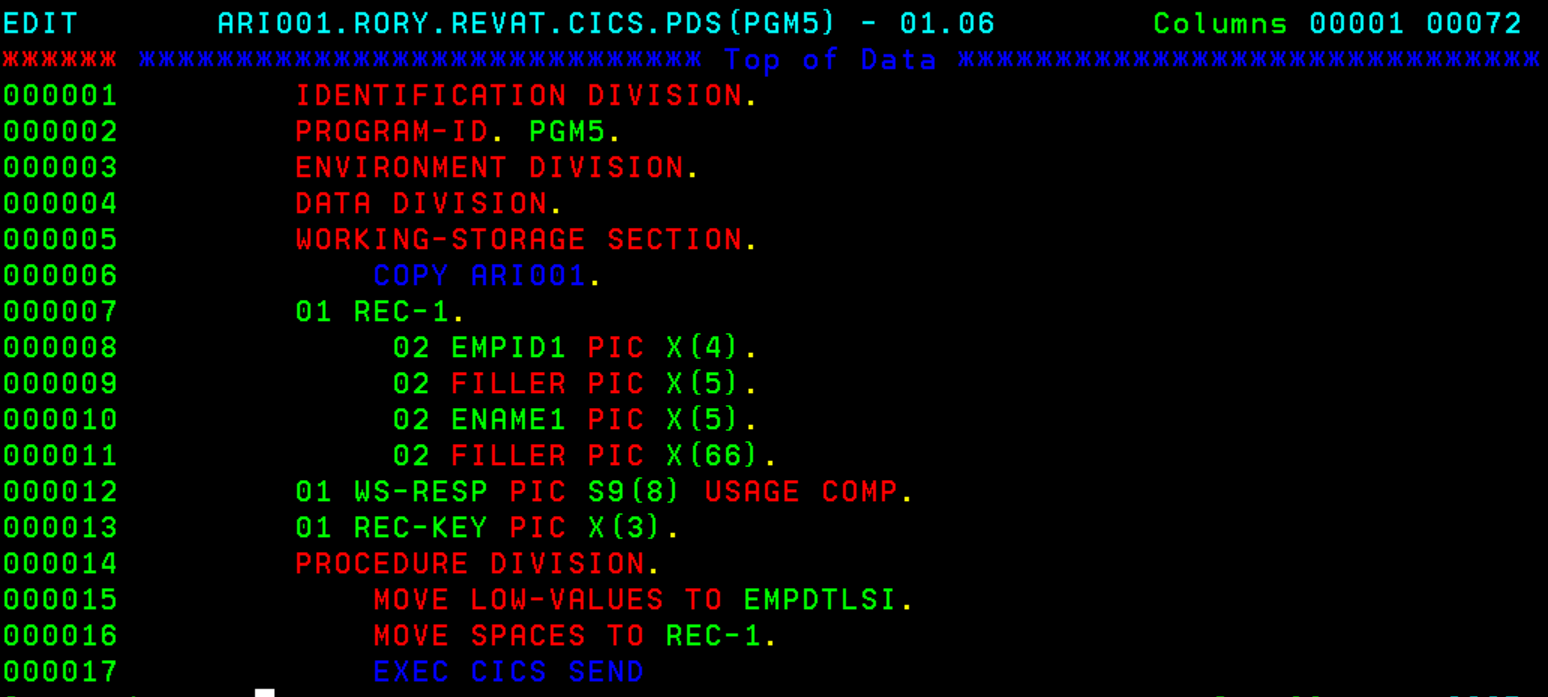 EDIT ARI001.RORY.REVAT.CICS.PDS(PGM5) - 01.06 Columns 00001 00072
****** ***************************** Top of Data ******************************
000001 IDENTIFICATION DIVISION.
000002 PROGRAM-ID. PGM5.
000003 ENVIRONMENT DIVISION.
000004 DATA DIVISION.
000005 WORKING-STORAGE SECTION.
000006 COPY ARI001.
000007 01 REC-1.
000008 02 EMPID1 PIC X(4).
000009 02 FILLER PIC X(5).
000010 02 ENAME1 PIC X(5).
000011 02 FILLER PIC X(66).
000012 01 WS-RESP PIC S9(8) USAGE COMP.
000013 01 REC-KEY PIC X(3).
000014 PROCEDURE DIVISION.
000015 MOVE LOW-VALUES TO EMPDTLSI.
000016 MOVE SPACES TO REC-1.
000017 EXEC CICS SEND